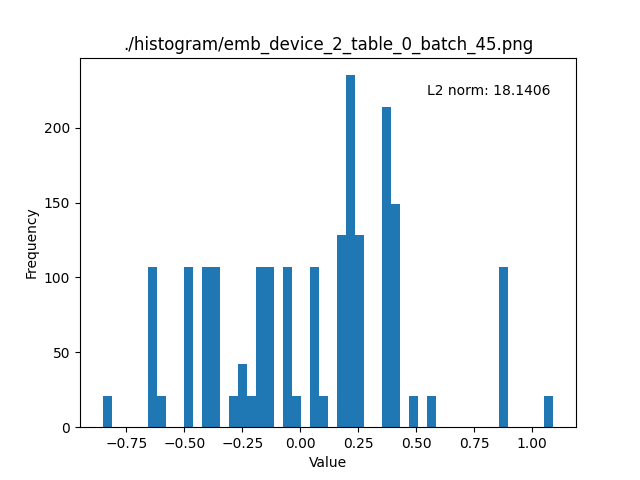 ./histogram/emb_device_2_table_0_batch_45.png
L2 norm: 18.1406
200
150
100
50
0
Frequency
−0.75 −0.50 −0.25 0.00 0.25 0.50 0.75 1.00
Value